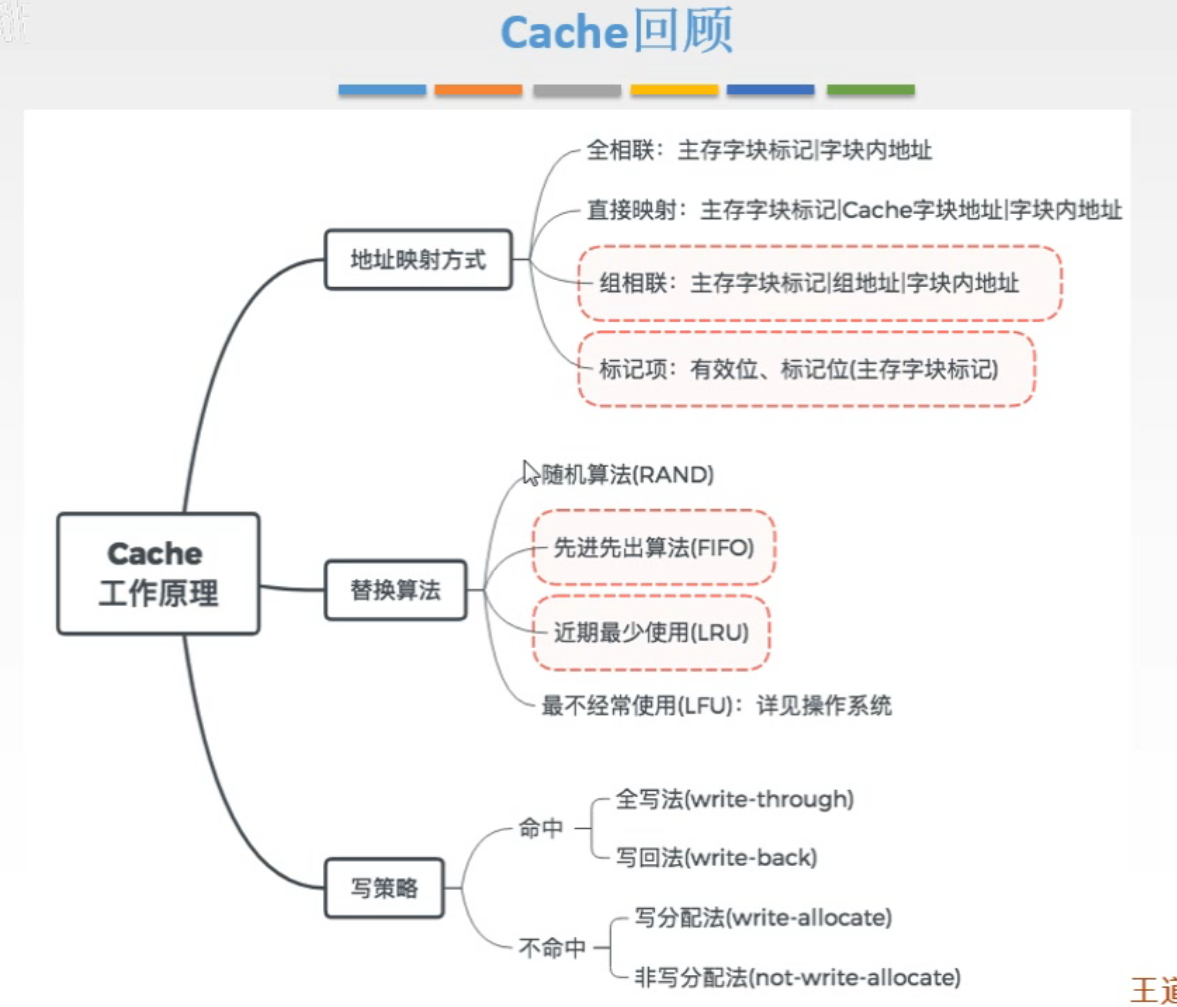 Cache回顾
全相联：主存字块标记|字块内地址
直接映射：主存字块标记|Cache字块地址|字块内地址
地址映射方式
组相联：主存字块标记|组地址|字块内地址
标记项：有效位、标记位(主存字块标记)
Cache
工作原理
随机算法(RAND)
先进先出算法(FIFO)
替换算法
近期最少使用(LRU)
最不经常使用(LFU)：详见操作系统
写策略
命中
全写法(write-through)
写回法(write-back)
不命中
写分配法(write-allocate)
非写分配法(not-write-allocate)
王道